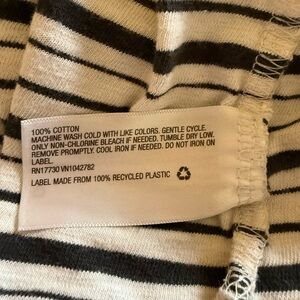 100% COTTON
MACHINE WASH COLD WITH LIKE COLORS. GENTLE CYCLE.
ONLY NON-CHLORINE BLEACH IF NEEDED. TUMBLE DRY LOW.
REMOVE PROMPTLY. COOL IRON IF NEEDED. DO NOT IRON ON
LABEL.
RN17730 VN1042782
LABEL MADE FROM 100% RECYCLED PLASTIC